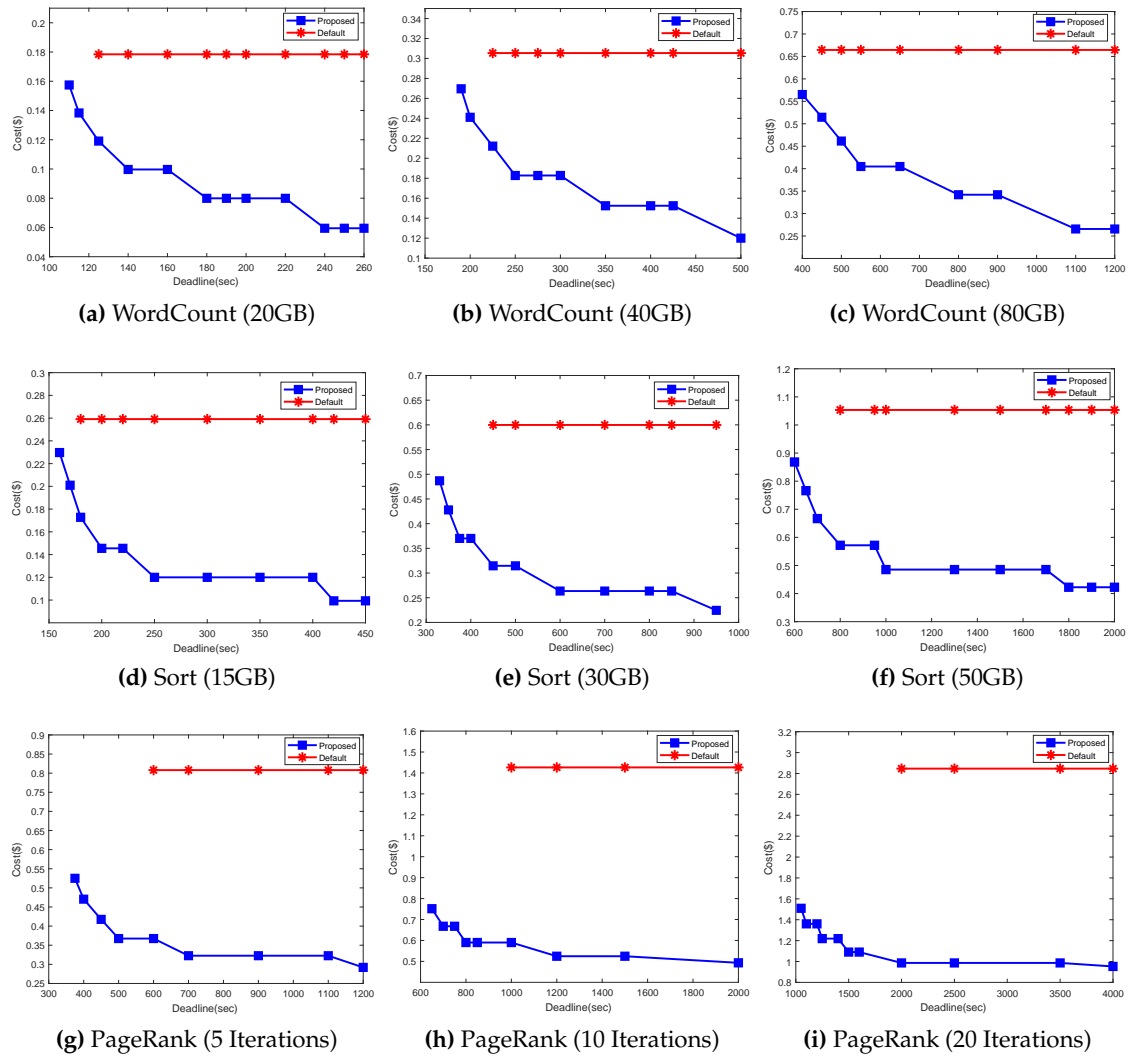 0.2
0.18
0.16
0.14
0.12
0.1
0.08
0.06
0.04
Cost($)
Proposed
Default
100 120 140 160 180 200 220 240 260
Deadline(sec)
(a) WordCount (20GB)
0.34
0.32
0.3
0.28
0.26
0.24
0.22
0.2
0.18
0.16
0.14
0.12
0.1
Cost($)
Proposed
Default
150 200 250 300 350 400 450 500
Deadline(sec)
(b) WordCount (40GB)
0.75
0.7
0.65
0.6
0.55
0.5
0.45
0.4
0.35
0.3
0.25
Cost($)
Proposed
Default
400 500 600 700 800 900 1000 1100 1200
Deadline(sec)
(c) WordCount (80GB)
0.3
0.28
0.26
0.24
0.22
0.2
0.18
0.16
0.14
0.12
0.1
Cost($)
Proposed
Default
150 200 250 300 350 400 450
Deadline(sec)
(d) Sort (15GB)
0.7
0.65
0.6
0.55
0.5
0.45
0.4
0.35
0.3
0.25
0.2
Cost($)
Proposed
Default
300 400 500 600 700 800 900 1000
Deadline(sec)
(e) Sort (30GB)
1.2
1.1
1
0.9
0.8
0.7
0.6
0.5
0.4
0.3
Cost($)
Proposed
Default
600 800 1000 1200 1400 1600 1800 2000
Deadline(sec)
(f) Sort (50GB)
0.9
0.85
0.8
0.75
0.7
0.65
0.6
0.55
0.5
0.45
0.4
0.35
0.3
0.25
Cost($)
Proposed
Default
300 400 500 600 700 800 900 1000 1100 1200
Deadline(sec)
(g) PageRank (5 Iterations)
1.6
1.5
1.4
1.3
1.2
1.1
1
0.9
0.8
0.7
0.6
0.5
Cost($)
Proposed
Default
600 800 1000 1200 1400 1600 1800 2000
Deadline(sec)
(h) PageRank (10 Iterations)
3.2
3
2.8
2.6
2.4
2.2
2
1.8
1.6
1.4
1.2
1
0.8
Cost($)
Proposed
Default
1000 1500 2000 2500 3000 3500 4000
Deadline(sec)
(i) PageRank (20 Iterations)